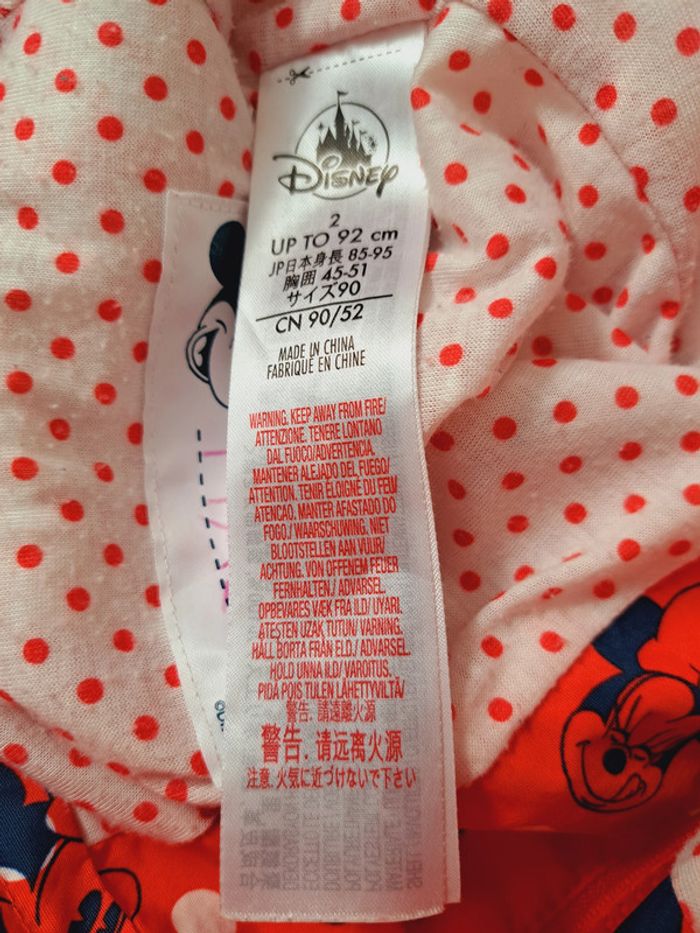 DISNEY
2
UP TO 92 cm
JP日本身長 85-95
胸囲 45-51
サイズ90
CN 90/52
MADE IN CHINA
FABRIQUÉ EN CHINE
WARNING. KEEP AWAY FROM FIRE/
ATTENZIONE. TENERE LONTANO
DAL FUOCO/ADVERTENCIA.
MANTENER ALEJADO DEL FUEGO/
ATTENTION. TENIR ÉLOIGNÉ DU FEU/
ATENCAO. MANTER AFASTADO DO
FOGO./ WAARSCHUWING. NIET
BLOOTSTELLEN AAN VUUR/
ACHTUNG. VON OFFENEM FEUER
FERNHALTEN./ ADVARSEL.
OPBEVARES VÆK FRA ILD/ UYARI.
ATEŞTEN UZAK TUTUN/ VARNING.
HÅLL BORTA FRÅN ELD./ ADVARSEL.
HOLD UNNA ILD/ VAROITUS.
PIDÄ POIS TULEN LÄHETTYVILTÄ/
警告. 請遠離火源
警告. 请远离火源
注意. 火気に近づけないで下さい